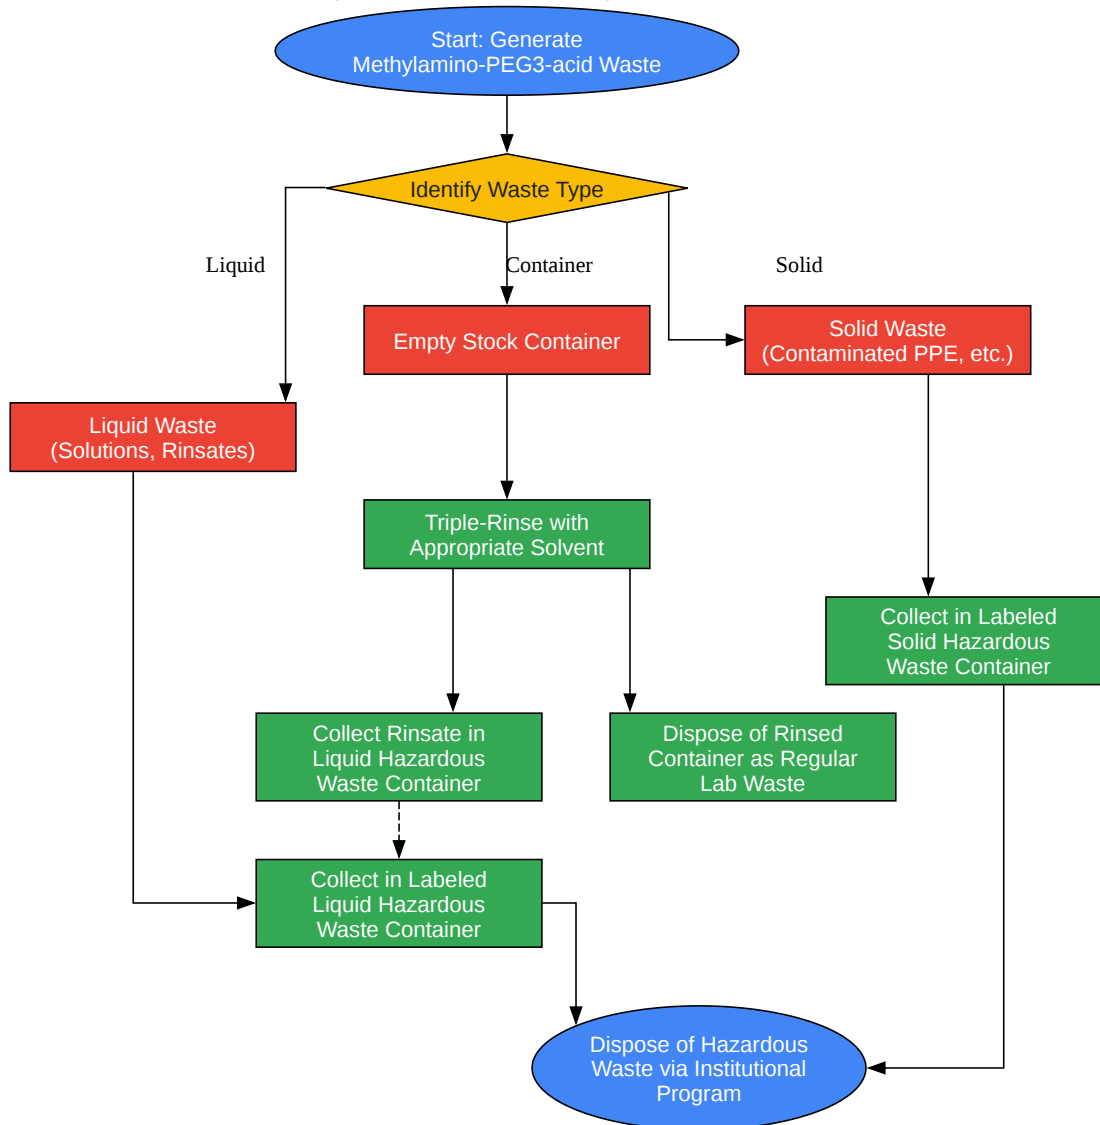 Start: Generate
Methylamino-PEG3-acid Waste
Identify Waste Type
Liquid
Container
Solid
Empty Stock Container
Solid Waste
(Contaminated PPE, etc.)
Liquid Waste
(Solutions, Rinsates)
Triple-Rinse with
Appropriate Solvent
Collect in Labeled
Solid Hazardous
Waste Container
Collect Rinsate in
Liquid Hazardous
Waste Container
Dispose of Rinsed
Container as Regular
Lab Waste
Collect in Labeled
Liquid Hazardous
Waste Container
Dispose of Hazardous
Waste via Institutional
Program